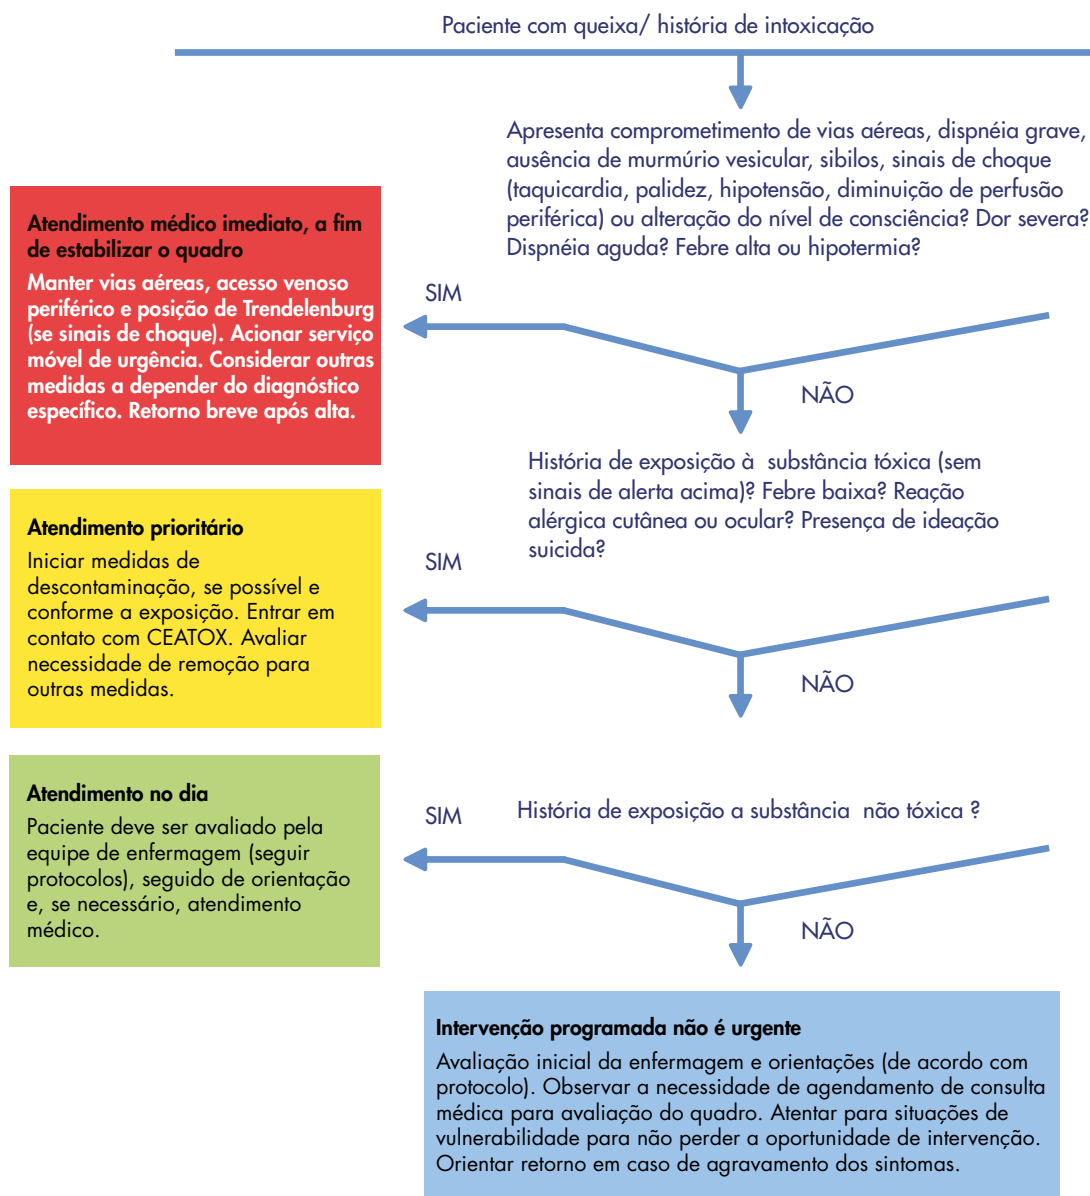 Paciente com queixa/ história de intoxicação
Apresenta comprometimento de vias aéreas, dispnéia grave,
ausência de murmúrio vesicular, sibilos, sinais de choque
(taquicardia, palidez, hipotensão, diminuição de perfusão
periférica) ou alteração do nível de consciência? Dor severa?
Dispnéia aguda? Febre alta ou hipotermia?
Atendimento médico imediato, a fim
de estabilizar o quadro
Manter vias aéreas, acesso venoso
periférico e posição de Trendelenburg
(se sinais de choque). Acionar serviço
móvel de urgência. Considerar outras
medidas a depender do diagnóstico
específico. Retorno breve após alta.
SIM
NÃO
História de exposição à substância tóxica (sem
sinais de alerta acima)? Febre baixa? Reação
alérgica cutânea ou ocular? Presença de ideação
suicida?
Atendimento prioritário
Iniciar medidas de
descontaminação, se possível e
conforme a exposição. Entrar em
contato com CEATOX. Avaliar
necessidade de remoção para
outras medidas.
SIM
NÃO
História de exposição a substância não tóxica ?
Atendimento no dia
Paciente deve ser avaliado pela
equipe de enfermagem (seguir
protocolos), seguido de orientação
e, se necessário, atendimento
médico.
SIM
NÃO
Intervenção programada não é urgente
Avaliação inicial da enfermagem e orientações (de acordo com
protocolo). Observar a necessidade de agendamento de consulta
médica para avaliação do quadro. Atentar para situações de
vulnerabilidade para não perder a oportunidade de intervenção.
Orientar retorno em caso de agravamento dos sintomas.